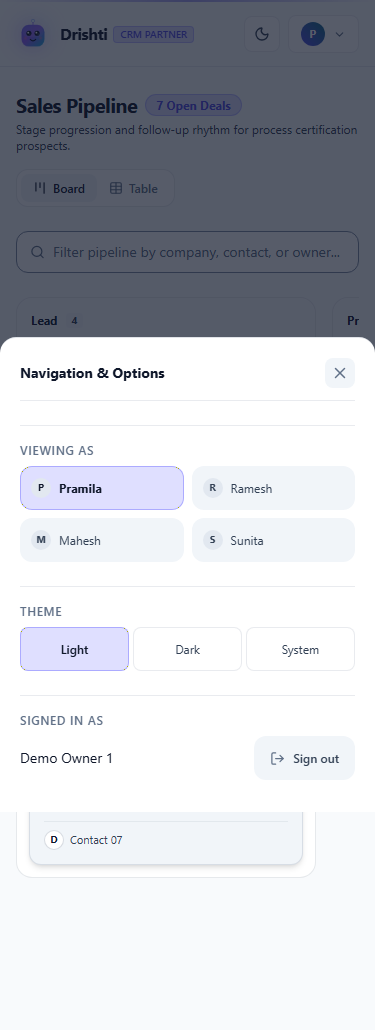 Drishti CRM PARTNER P
Sales Pipeline 7 Open Deals
Stage progression and follow-up rhythm for process certification
prospects.
Board Table
Filter pipeline by company, contact, or owner...
Lead 4 Pr
Navigation & Options
VIEWING AS
P Pramila R Ramesh
M Mahesh S Sunita
THEME
Light Dark System
SIGNED IN AS
Demo Owner 1 Sign out
D Contact 07